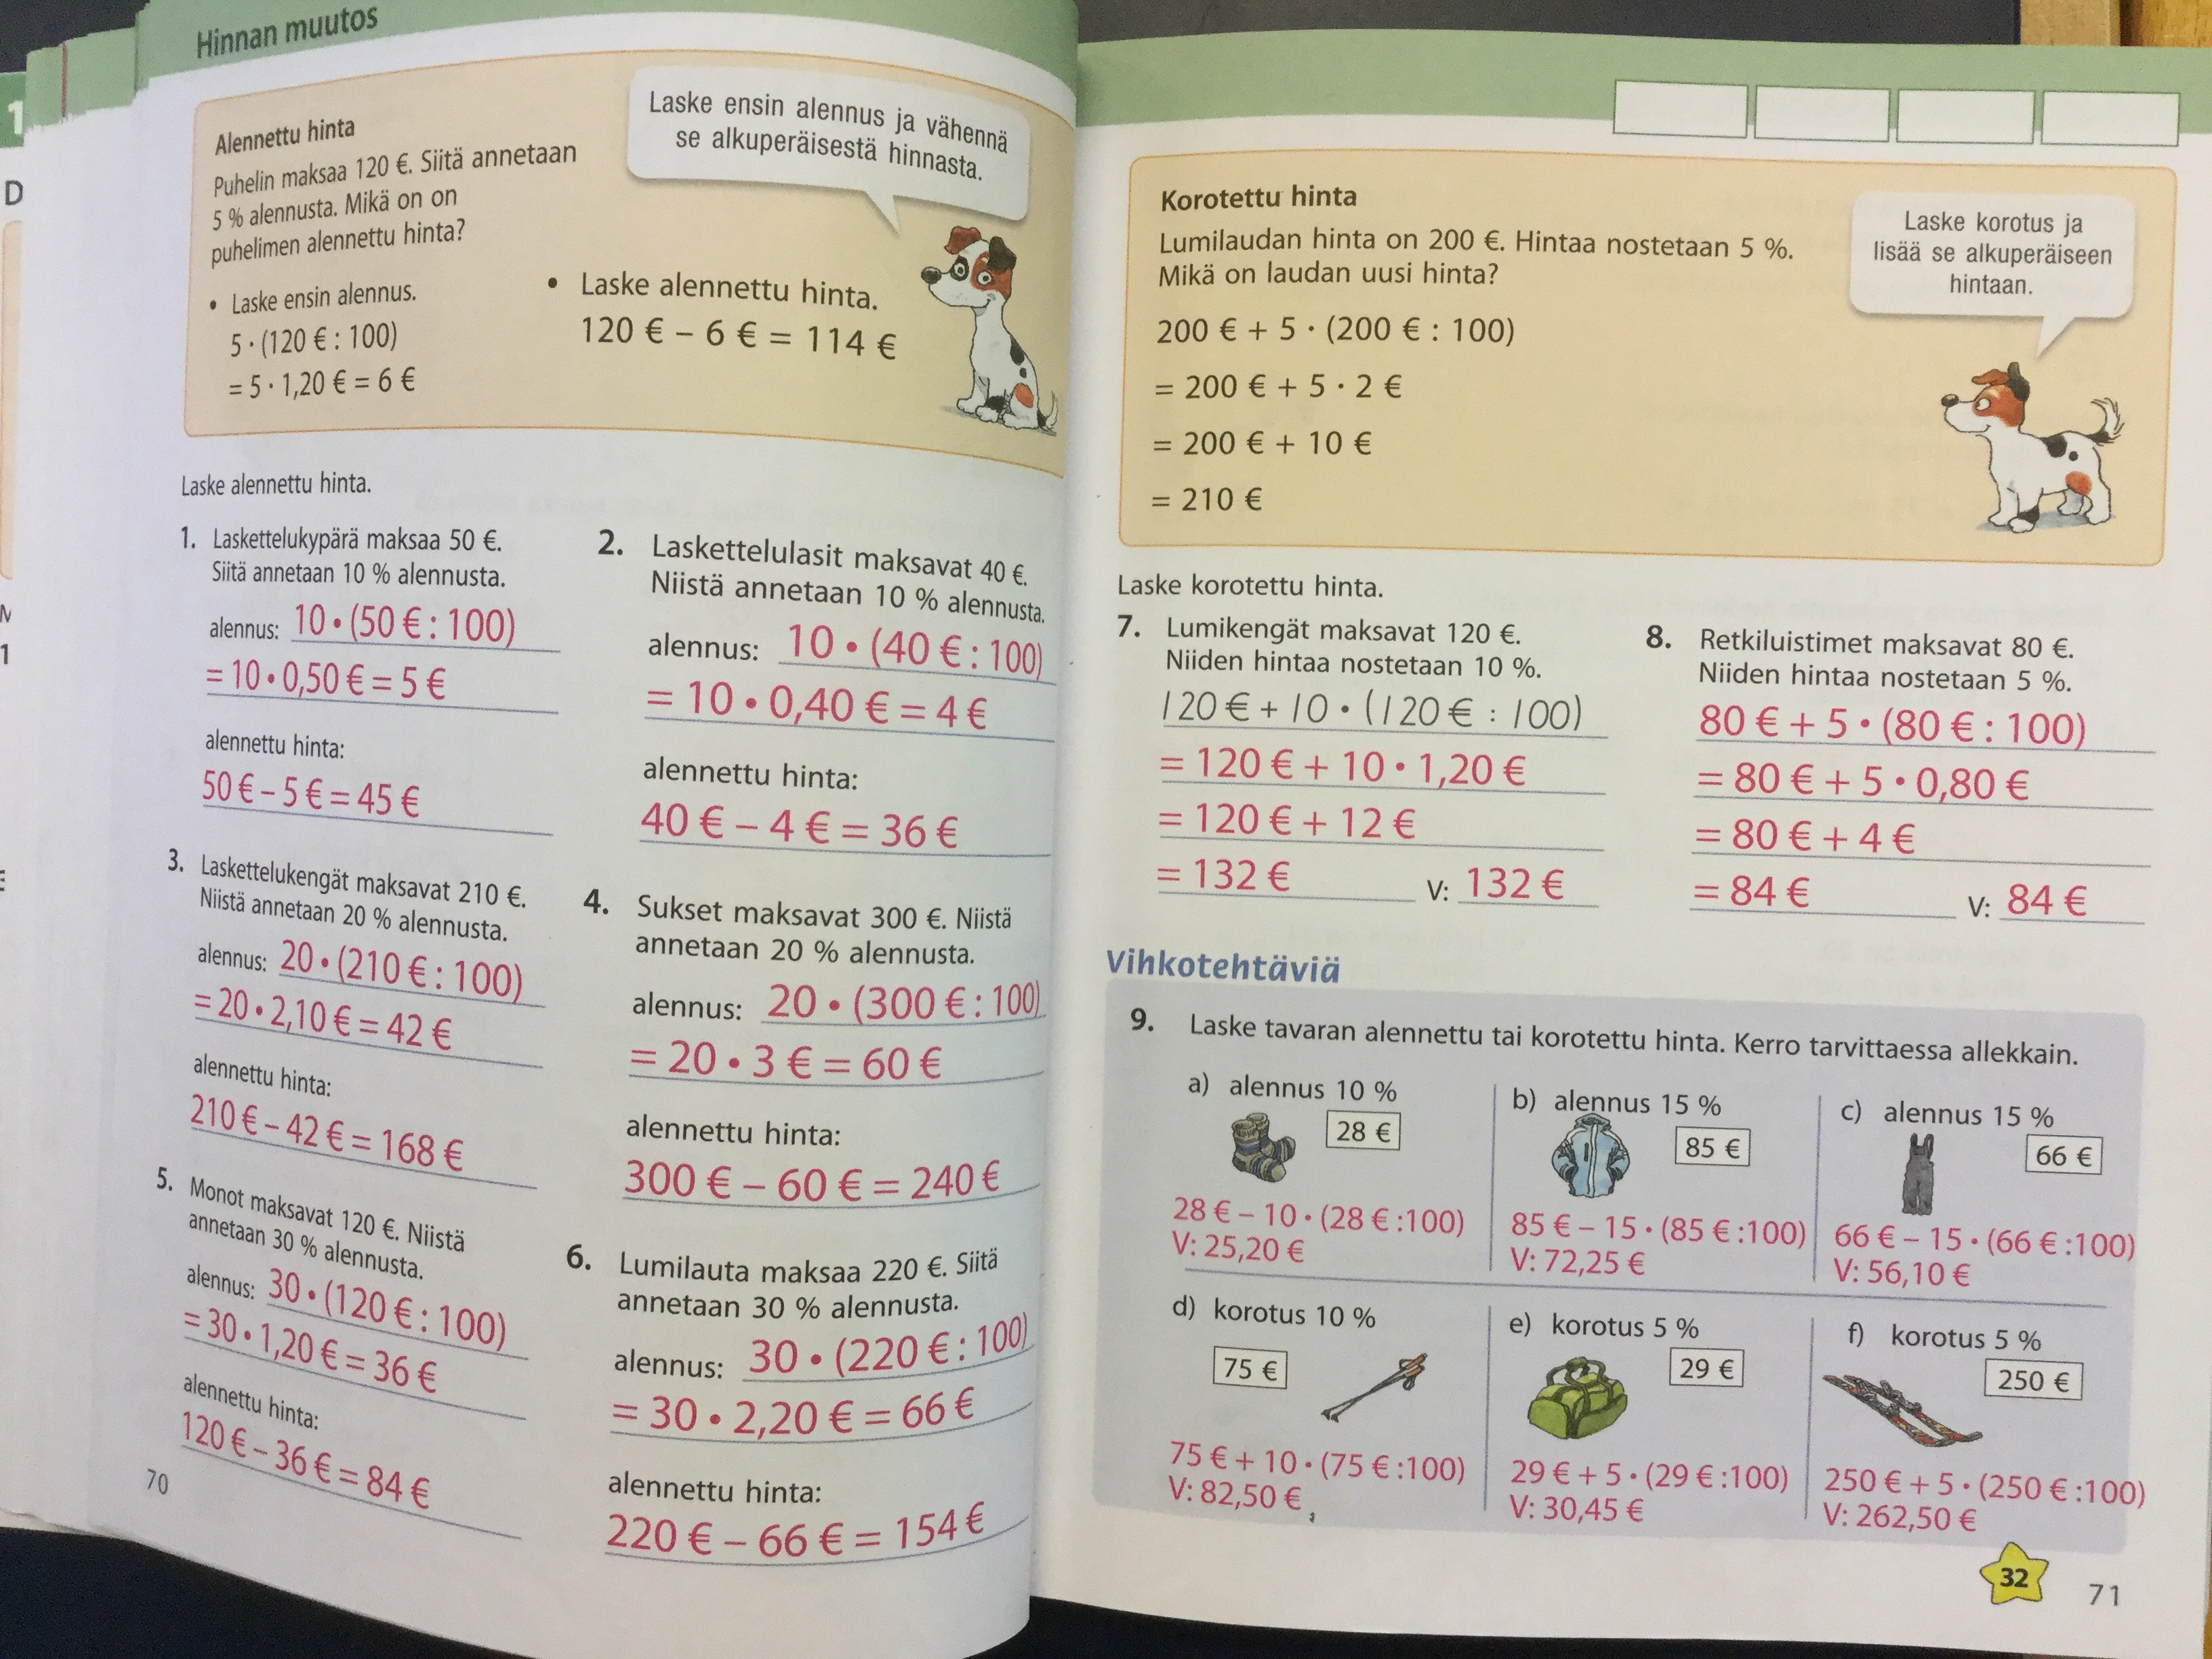 Hinnan muutos
Alennettu hinta
Puhelin maksaa 120 €. Siitä annetaan
5 % alennusta. Mikä on on
puhelimen alennettu hinta?
• Laske ensin alennus.
5 · (120 € : 100)
= 5 · 1,20 € = 6 €
Laske ensin alennus ja vähennä
se alkuperäisestä hinnasta.
• Laske alennettu hinta.
120 € – 6 € = 114 €
Laske alennettu hinta.
1. Laskettelukypärä maksaa 50 €.
Siitä annetaan 10 % alennusta.
alennus: 10 • (50 € : 100)
= 10 • 0,50 € = 5 €
alennettu hinta:
50 € – 5 € = 45 €
2. Laskettelulasit maksavat 40 €.
Niistä annetaan 10 % alennusta.
alennus: 10 • (40 € : 100)
= 10 • 0,40 € = 4 €
alennettu hinta:
40 € – 4 € = 36 €
3. Laskettelukengät maksavat 210 €.
Niistä annetaan 20 % alennusta.
alennus: 20 • (210 € : 100)
= 20 • 2,10 € = 42 €
alennettu hinta:
210 € – 42 € = 168 €
4. Sukset maksavat 300 €. Niistä
annetaan 20 % alennusta.
alennus: 20 • (300 € : 100)
= 20 • 3 € = 60 €
alennettu hinta:
300 € – 60 € = 240 €
5. Monot maksavat 120 €. Niistä
annetaan 30 % alennusta.
alennus: 30 • (120 € : 100)
= 30 • 1,20 € = 36 €
alennettu hinta:
120 € – 36 € = 84 €
6. Lumilauta maksaa 220 €. Siitä
annetaan 30 % alennusta.
alennus: 30 • (220 € : 100)
= 30 • 2,20 € = 66 €
alennettu hinta:
220 € – 66 € = 154 €
70
Korotettu hinta
Lumilaudan hinta on 200 €. Hintaa nostetaan 5 %.
Mikä on laudan uusi hinta?
200 € + 5 · (200 € : 100)
= 200 € + 5 · 2 €
= 200 € + 10 €
= 210 €
Laske korotus ja
lisää se alkuperäiseen
hintaan.
Laske korotettu hinta.
7. Lumikengät maksavat 120 €.
Niiden hintaa nostetaan 10 %.
120 € + 10 • (120 € : 100)
= 120 € + 10 • 1,20 €
= 120 € + 12 €
= 132 € V: 132 €
8. Retkiluistimet maksavat 80 €.
Niiden hintaa nostetaan 5 %.
80 € + 5 • (80 € : 100)
= 80 € + 5 • 0,80 €
= 80 € + 4 €
= 84 € V: 84 €
Vihkotehtäviä
9. Laske tavaran alennettu tai korotettu hinta. Kerro tarvittaessa allekkain.
a) alennus 10 %
28 €
28 € – 10 • (28 € :100)
V: 25,20 €
b) alennus 15 %
85 €
85 € – 15 • (85 € :100)
V: 72,25 €
c) alennus 15 %
66 €
66 € – 15 • (66 € :100)
V: 56,10 €
d) korotus 10 %
75 €
75 € + 10 • (75 € :100)
V: 82,50 €
e) korotus 5 %
29 €
29 € + 5 • (29 € :100)
V: 30,45 €
f) korotus 5 %
250 €
250 € + 5 • (250 € :100)
V: 262,50 €
32
71